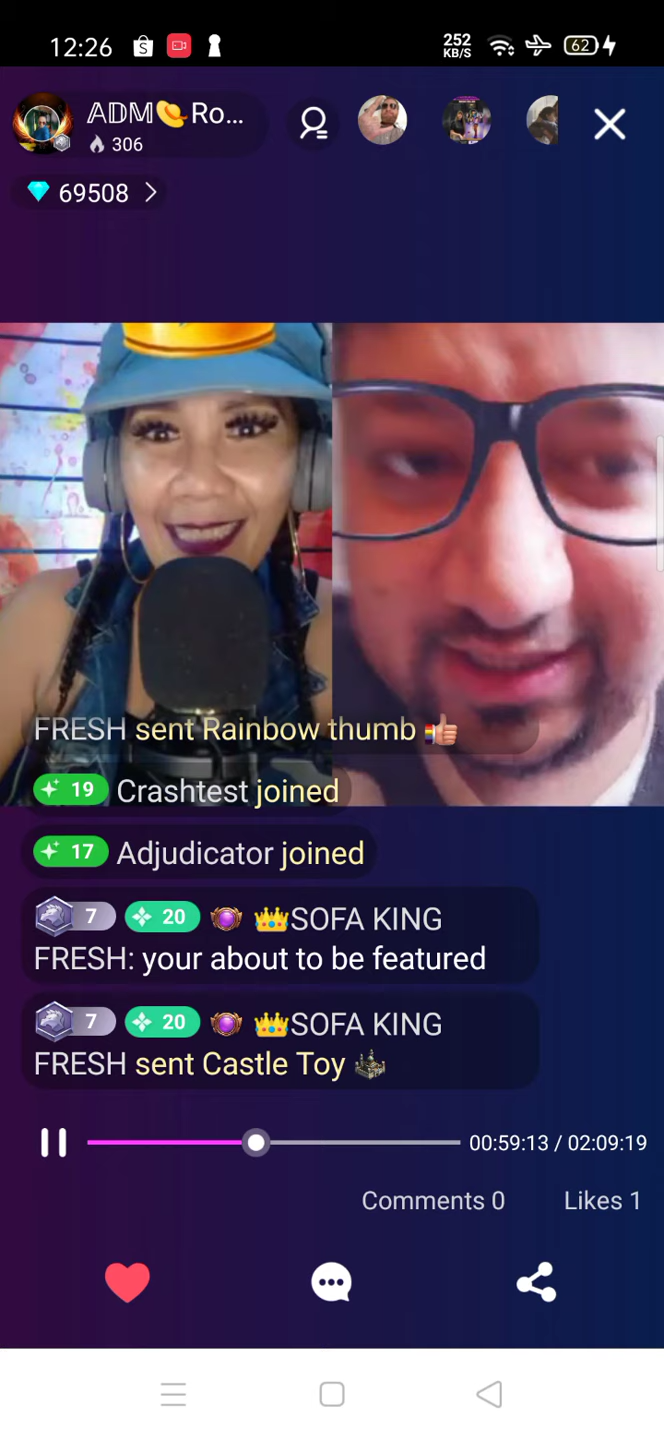 12:26
252
KB/S
62
𝔸𝔻𝕄👒Ro...
306
69508
FRESH sent Rainbow thumb
19 Crashtest joined
17 Adjudicator joined
7 20 👑SOFA KING
FRESH: your about to be featured
7 20 👑SOFA KING
FRESH sent Castle Toy
00:59:13 / 02:09:19
Comments 0 Likes 1